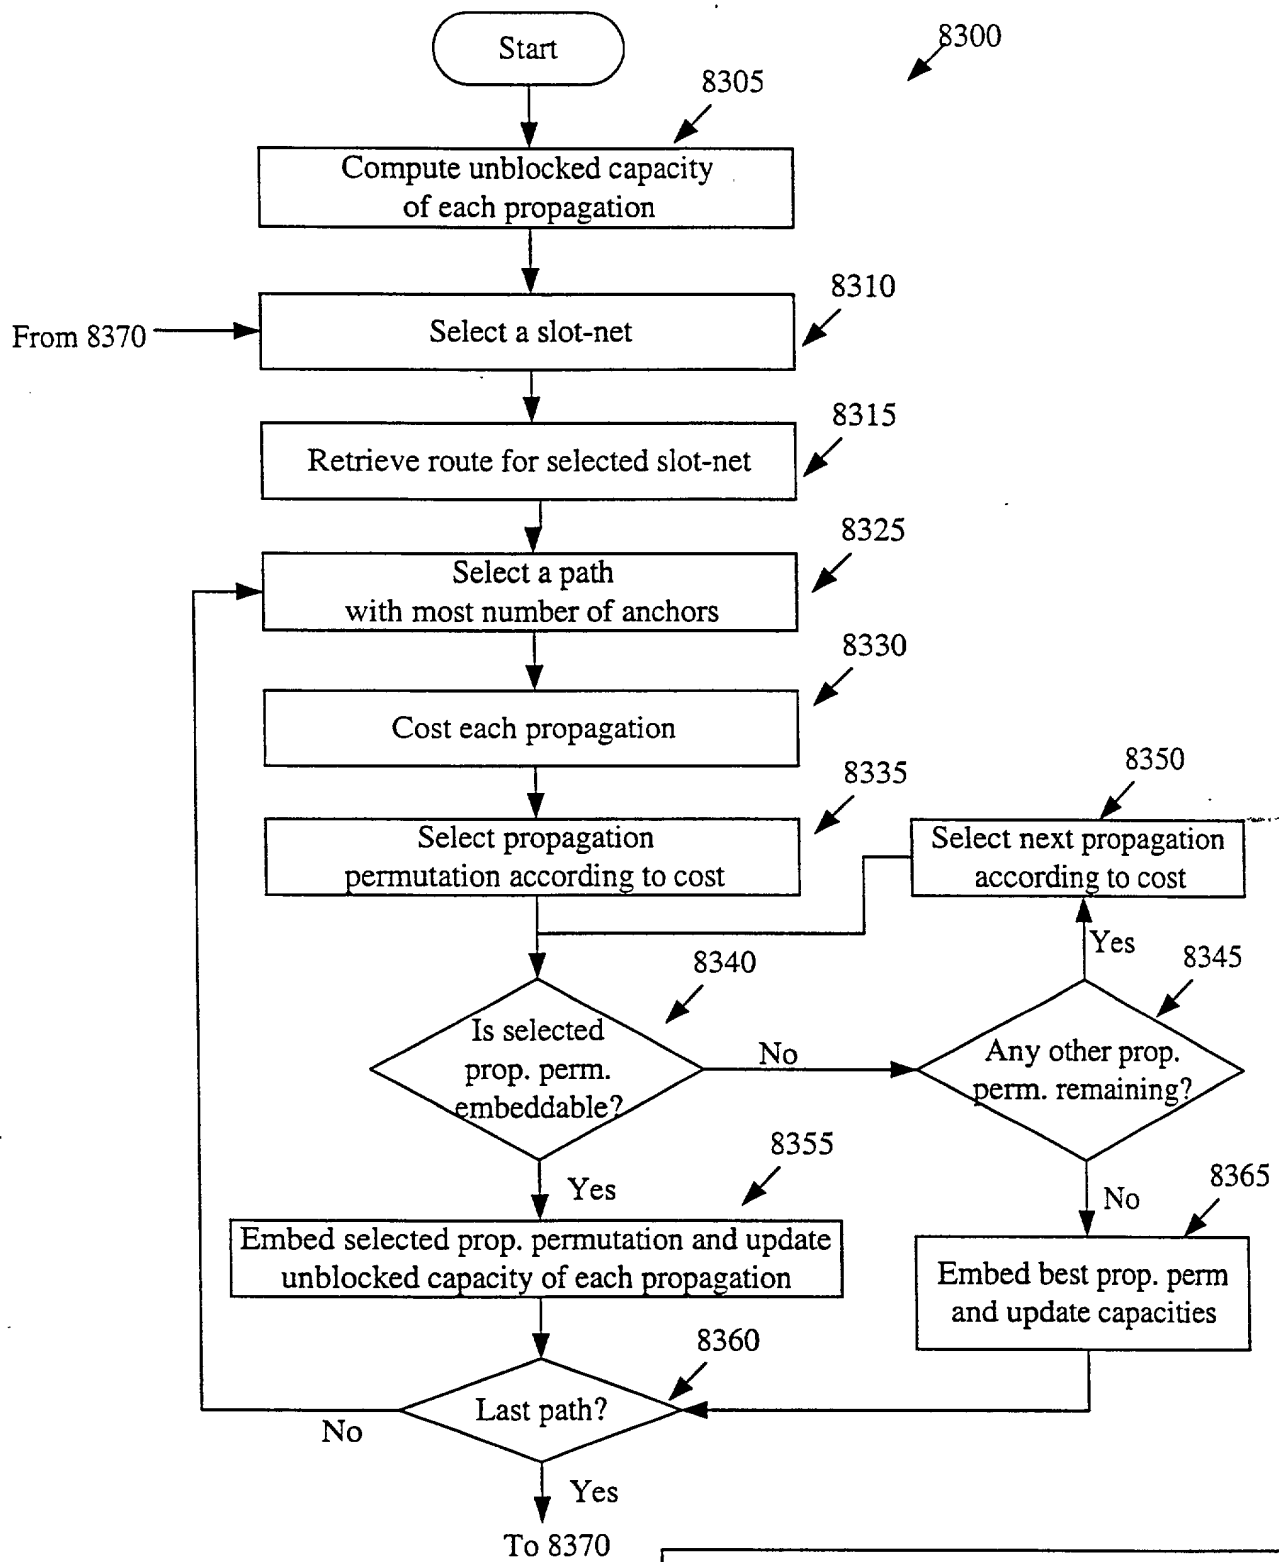 Start
8300
8305
Compute unblocked capacity
of each propagation
8310
From 8370
Select a slot-net
8315
Retrieve route for selected slot-net
8325
Select a path
with most number of anchors
8330
Cost each propagation
8335
Select propagation
permutation according to cost
8350
Select next propagation
according to cost
Yes
8340
8345
Is selected
prop. perm.
embeddable?
No
Any other prop.
perm. remaining?
8355
Yes
No
8365
Embed selected prop. permutation and update
unblocked capacity of each propagation
Embed best prop. perm
and update capacities
8360
Last path?
No
Yes
To 8370